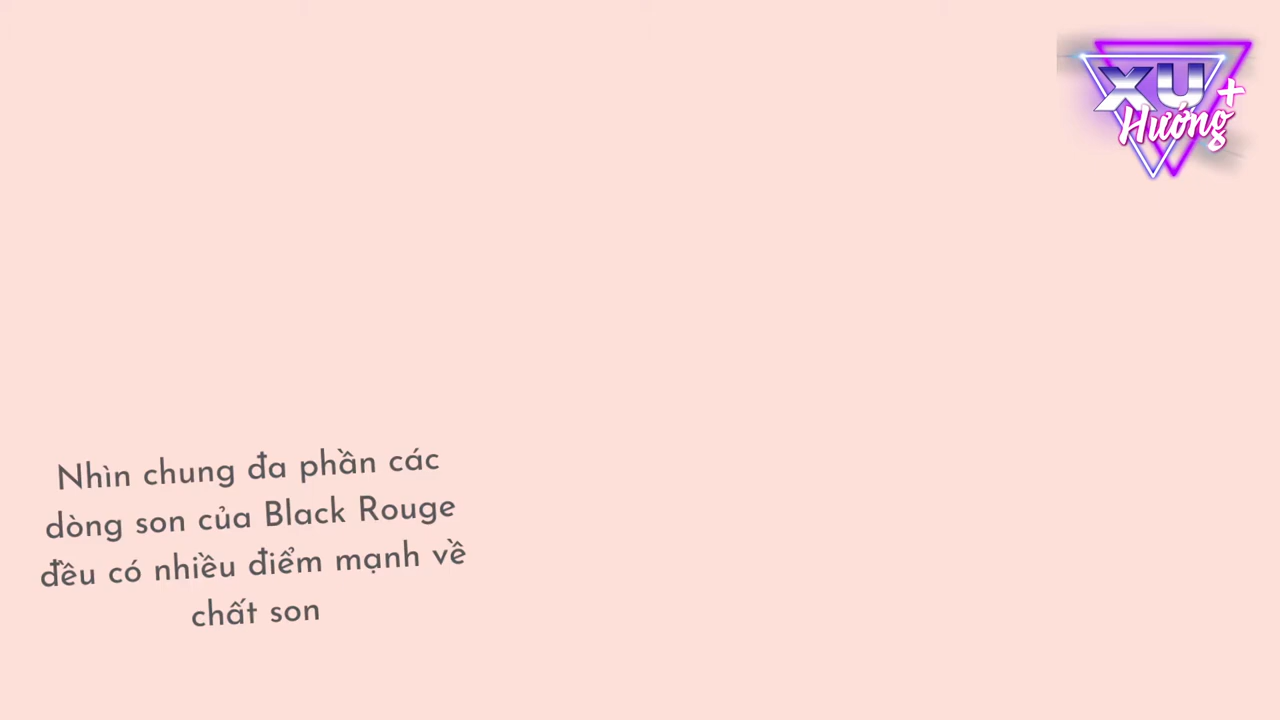 XU+
Hướng
Nhìn chung đa phần các
dòng son của Black Rouge
đều có nhiều điểm mạnh về
chất son